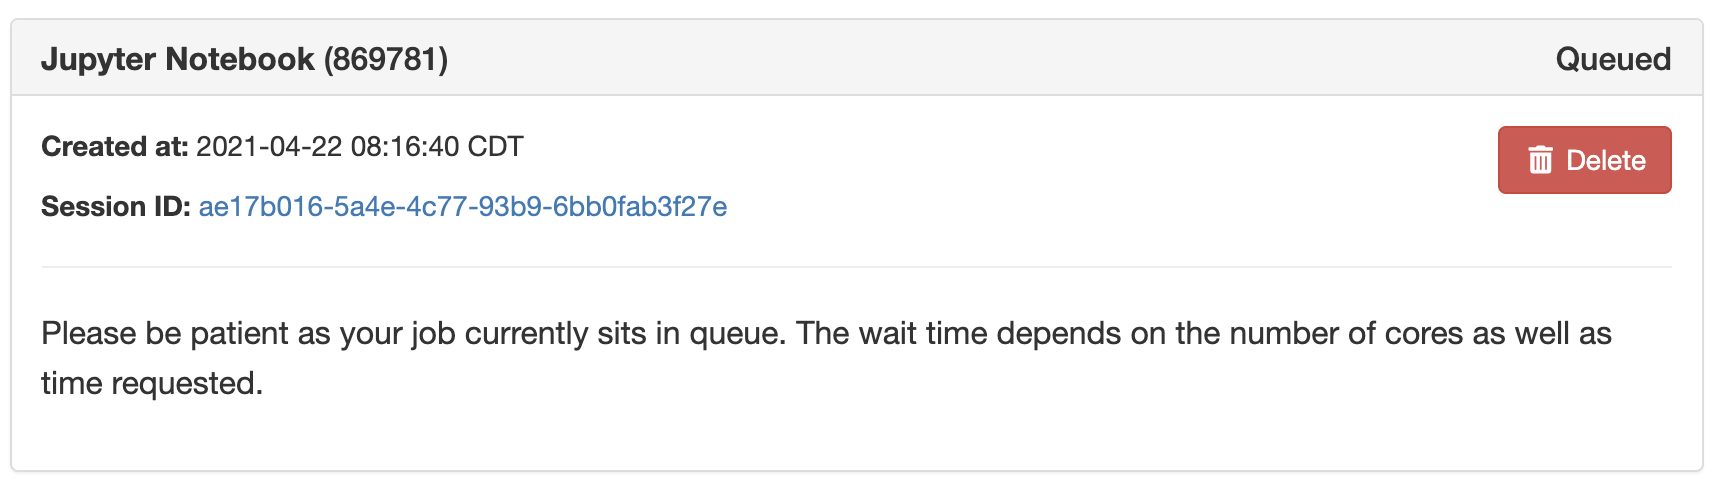 Jupyter Notebook (869781)
Queued
Created at: 2021-04-22 08:16:40 CDT
Delete
Session ID: ae17b016-5a4e-4c77-93b9-6bb0fab3f27e
Please be patient as your job currently sits in queue. The wait time depends on the number of cores as well as
time requested.